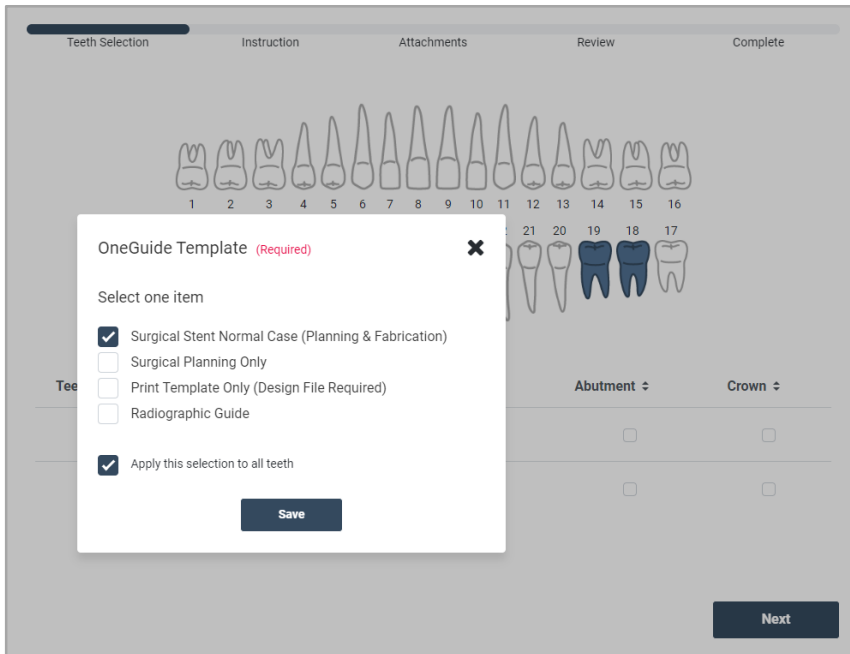 Teeth Selection Instruction Attachments Review Complete
1 2 3 4 5 6 7 8 9 10 11 12 13 14 15 16
21 20 19 18 17
OneGuide Template (Required)
Select one item
Surgical Stent Normal Case (Planning & Fabrication)
Surgical Planning Only
Print Template Only (Design File Required)
Radiographic Guide
Apply this selection to all teeth
Save
Tee Abutment Crown
Next